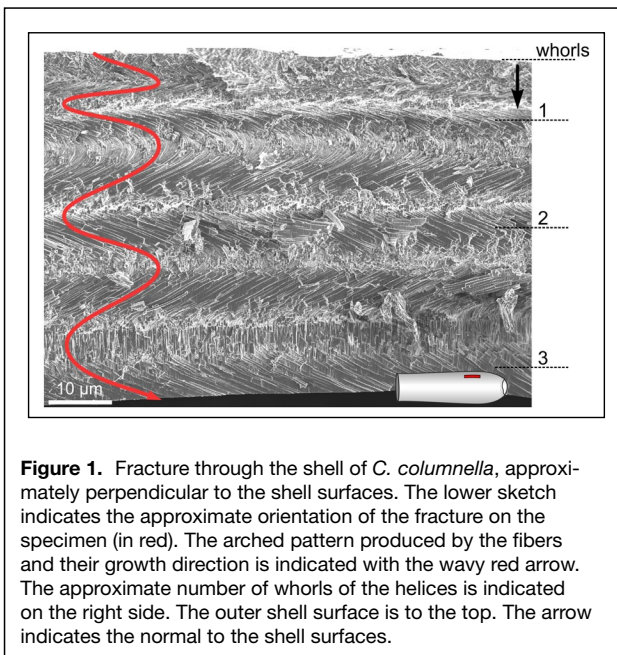 whorls
1
2
3
10 µm
Figure 1. Fracture through the shell of C. columnella, approxi-
mately perpendicular to the shell surfaces. The lower sketch
indicates the approximate orientation of the fracture on the
specimen (in red). The arched pattern produced by the fibers
and their growth direction is indicated with the wavy red arrow.
The approximate number of whorls of the helices is indicated
on the right side. The outer shell surface is to the top. The arrow
indicates the normal to the shell surfaces.